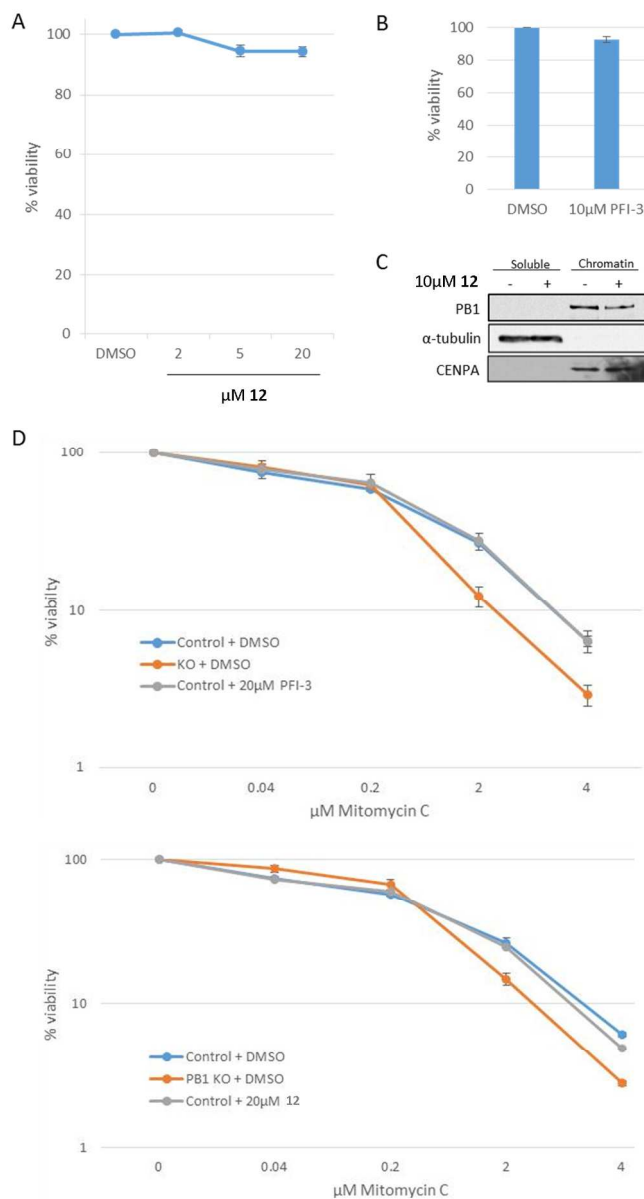 A
120
100
80
60
40
20
0
% viability
DMSO
2
5
20
μM 12
B
100
80
60
40
20
0
% viability
DMSO
10μM PFI-3
C
Soluble
Chromatin
10μM 12
-
+
-
+
PB1
α-tubulin
CENPA
D
100
10
1
% viability
Control + DMSO
KO + DMSO
Control + 20μM PFI-3
0
0.04
0.2
2
4
μM Mitomycin C
100
10
1
% viability
Control + DMSO
PB1 KO + DMSO
Control + 20μM 12
0
0.04
0.2
2
4
μM Mitomycin C